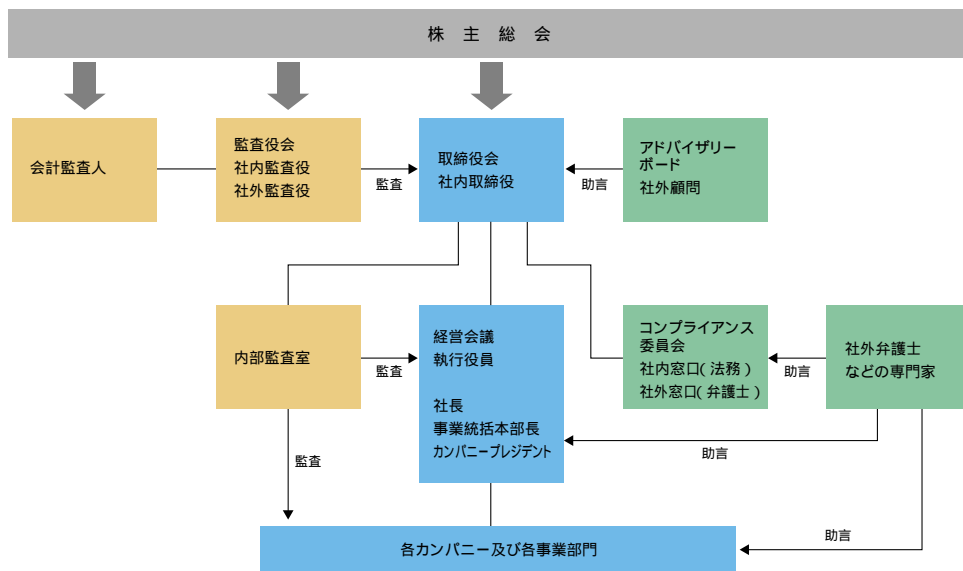 株 主 総 会
会計監査人
監査役会
社内監査役
社外監査役
監査
取締役会
社内取締役
助言
アドバイザリー
ボード
社外顧問
内部監査室
監査
経営会議
執行役員
社長
事業統括本部長
カンパニープレジデント
コンプライアンス
委員会
社内窓口(法務)
社外窓口(弁護士)
助言
社外弁護士
などの専門家
助言
監査
助言
各カンパニー及び各事業部門